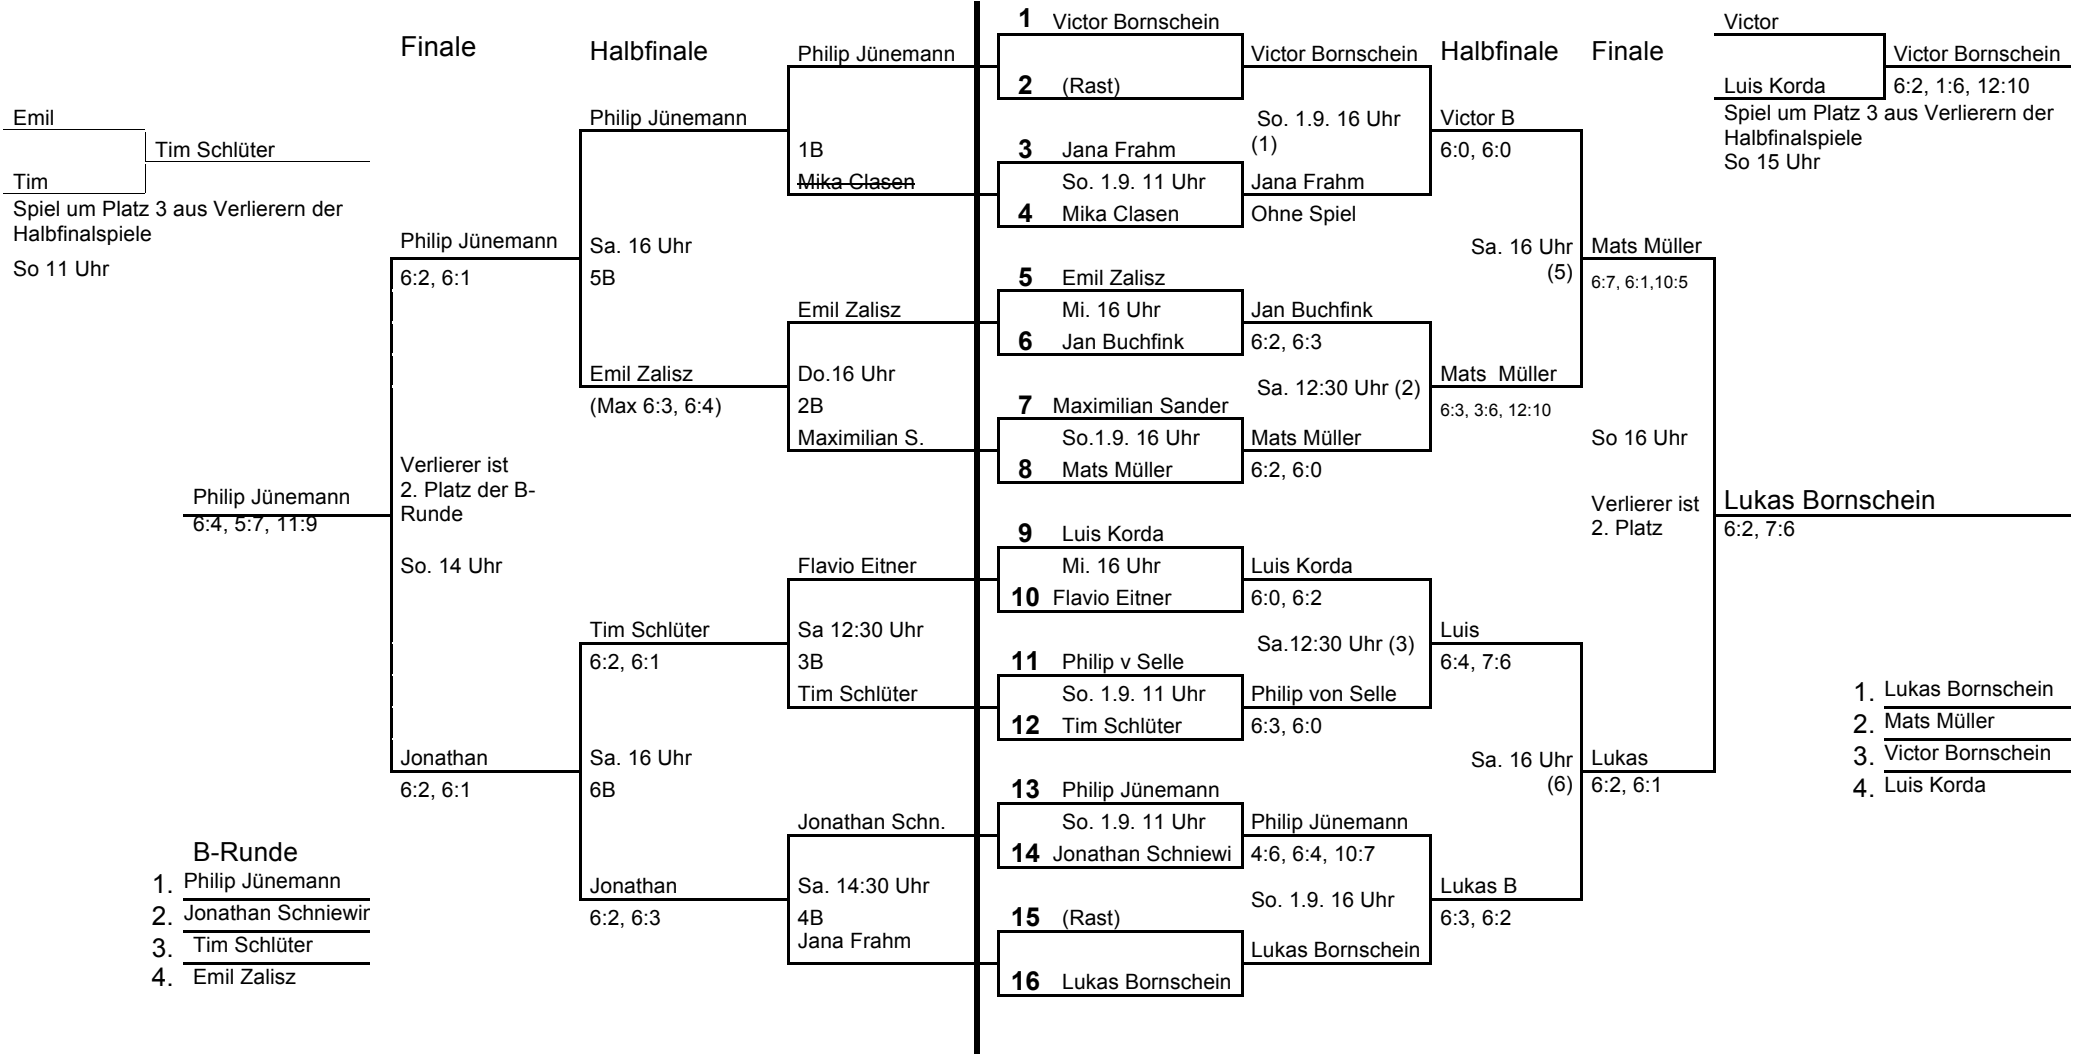 Finale
Halbfinale
Philip Jünemann
Emil
Philip Jünemann
Tim Schlüter
1B
Tim
Mika Clasen
Spiel um Platz 3 aus Verlierern der
Halbfinalspiele
So 11 Uhr
Philip Jünemann
6:2, 6:1
Sa. 16 Uhr
5B
Emil Zalisz
Emil Zalisz
(Max 6:3, 6:4)
Do.16 Uhr
2B
Maximilian S.
Verlierer ist
2. Platz der B-
Runde
So. 14 Uhr
Philip Jünemann
6:4, 5:7, 11:9
Flavio Eitner
Tim Schlüter
6:2, 6:1
Sa 12:30 Uhr
3B
Tim Schlüter
Jonathan
6:2, 6:1
Sa. 16 Uhr
6B
Jonathan Schn.
Jonathan
6:2, 6:3
Sa. 14:30 Uhr
4B
Jana Frahm
B-Runde
1. Philip Jünemann
2. Jonathan Schniewir
3. Tim Schlüter
4. Emil Zalisz
1 Victor Bornschein
2 (Rast)
3 Jana Frahm
So. 1.9. 11 Uhr
4 Mika Clasen
5 Emil Zalisz
Mi. 16 Uhr
6 Jan Buchfink
7 Maximilian Sander
So.1.9. 16 Uhr
8 Mats Müller
9 Luis Korda
Mi. 16 Uhr
10 Flavio Eitner
11 Philip v Selle
So. 1.9. 11 Uhr
12 Tim Schlüter
13 Philip Jünemann
So. 1.9. 11 Uhr
14 Jonathan Schniewi
15 (Rast)
16 Lukas Bornschein
Victor Bornschein
So. 1.9. 16 Uhr
(1)
Jana Frahm
Ohne Spiel
Jan Buchfink
6:2, 6:3
Sa. 12:30 Uhr (2)
Mats Müller
6:2, 6:0
Luis Korda
6:0, 6:2
Sa.12:30 Uhr (3)
Philip von Selle
6:3, 6:0
Philip Jünemann
4:6, 6:4, 10:7
So. 1.9. 16 Uhr
Lukas Bornschein
Halbfinale
Victor B
6:0, 6:0
Sa. 16 Uhr
(5)
Mats Müller
6:3, 3:6, 12:10
Luis
6:4, 7:6
Sa. 16 Uhr
(6)
Lukas B
6:3, 6:2
Finale
Mats Müller
6:7, 6:1,10:5
So 16 Uhr
Verlierer ist
2. Platz
Lukas
6:2, 6:1
Victor
Victor Bornschein
Luis Korda
6:2, 1:6, 12:10
Spiel um Platz 3 aus Verlierern der
Halbfinalspiele
So 15 Uhr
Lukas Bornschein
6:2, 7:6
1. Lukas Bornschein
2. Mats Müller
3. Victor Bornschein
4. Luis Korda